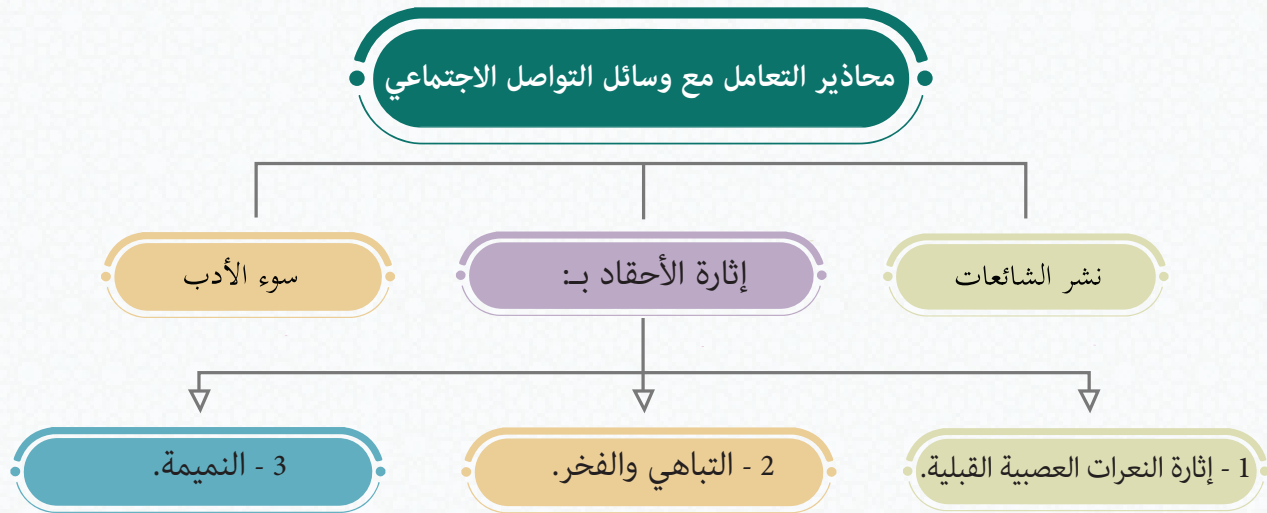 محاذير التعامل مع وسائل التواصل الاجتماعي
نشر الشائعات
إثارة الأحقاد بـ:
سوء الأدب
1 - إثارة النعرات العصبية القبلية.
2 - التباهي والفخر.
3 - النميمة.